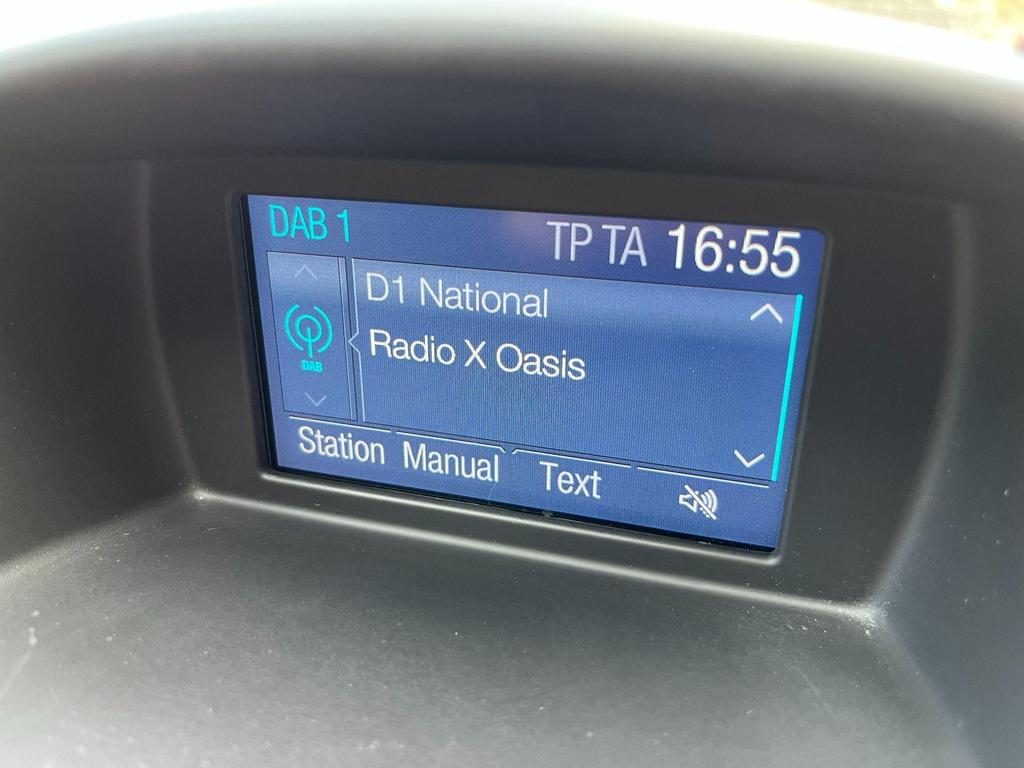 DAB 1 TP TA 16:55
D1 National
Radio X Oasis
DAB
Station Manual Text